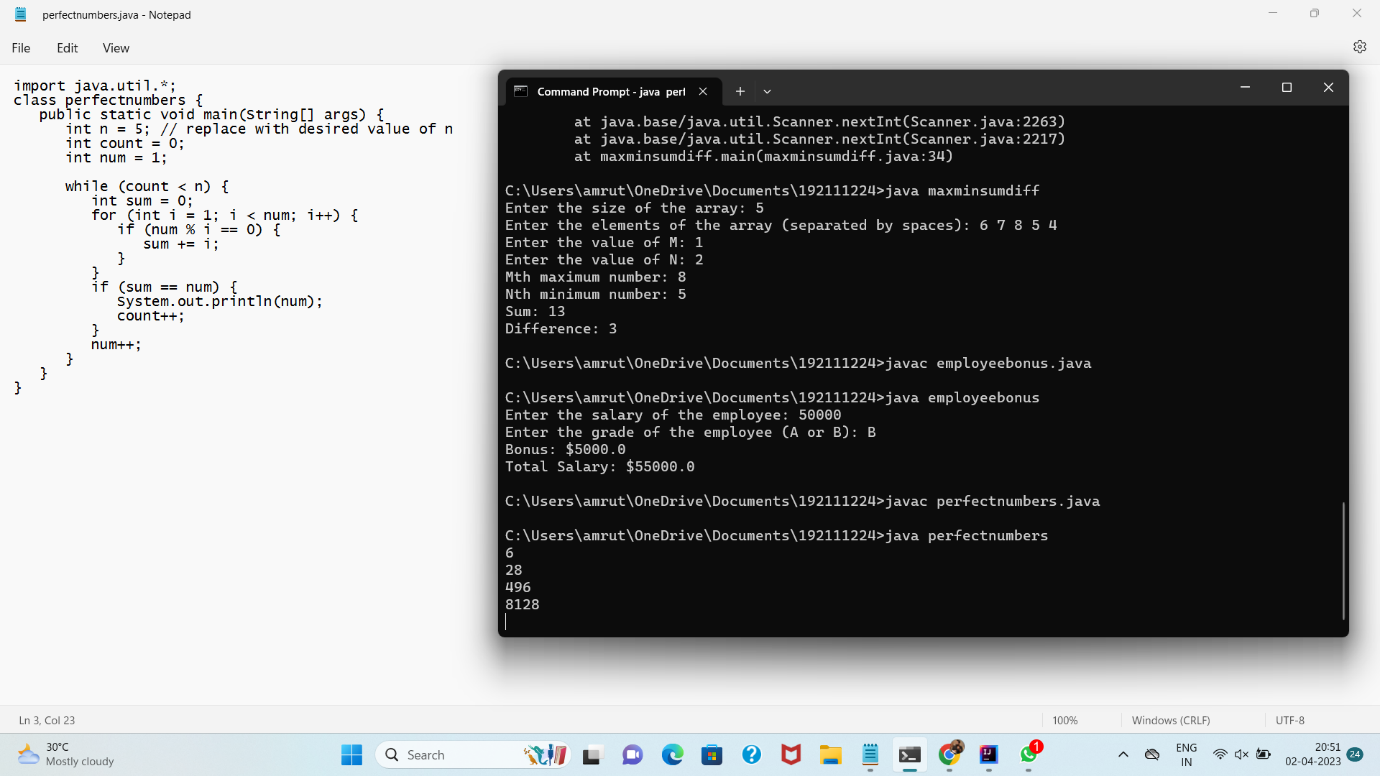 perfectnumbers.java - Notepad
File Edit View
import java.util.*;
class perfectnumbers {
   public static void main(String[] args) {
      int n = 5; // replace with desired value of n
      int count = 0;
      int num = 1;
      while (count < n) {
         int sum = 0;
         for (int i = 1; i < num; i++) {
            if (num % i == 0) {
               sum += i;
            }
         }
         if (sum == num) {
            System.out.println(num);
            count++;
         }
         num++;
      }
   }
}
Command Prompt - java perf
        at java.base/java.util.Scanner.nextInt(Scanner.java:2263)
        at java.base/java.util.Scanner.nextInt(Scanner.java:2217)
        at maxminsumdiff.main(maxminsumdiff.java:34)
C:\Users\amrut\OneDrive\Documents\192111224>java maxminsumdiff
Enter the size of the array: 5
Enter the elements of the array (separated by spaces): 6 7 8 5 4
Enter the value of M: 1
Enter the value of N: 2
Mth maximum number: 8
Nth minimum number: 5
Sum: 13
Difference: 3
C:\Users\amrut\OneDrive\Documents\192111224>javac employeebonus.java
C:\Users\amrut\OneDrive\Documents\192111224>java employeebonus
Enter the salary of the employee: 50000
Enter the grade of the employee (A or B): B
Bonus: $5000.0
Total Salary: $55000.0
C:\Users\amrut\OneDrive\Documents\192111224>javac perfectnumbers.java
C:\Users\amrut\OneDrive\Documents\192111224>java perfectnumbers
6
28
496
8128
Ln 3, Col 23 100% Windows (CRLF) UTF-8
30°C
Mostly cloudy
Search
1
ENG
IN
20:51
02-04-2023
24